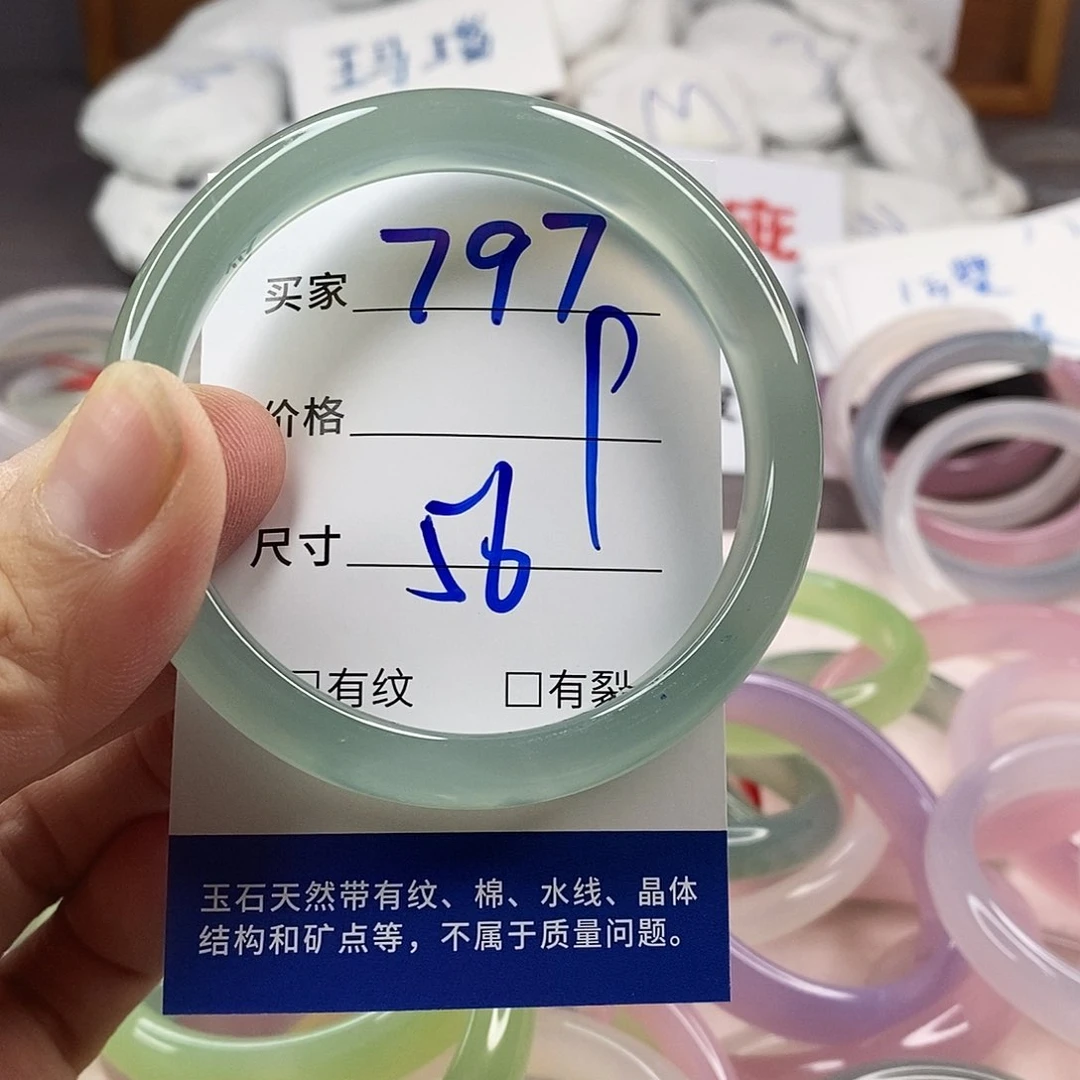 玛瑙
M
疵
买家 797
p
价格
尺寸 56
□有纹 □有裂
玉石天然带有纹、棉、水线、晶体
结构和矿点等，不属于质量问题。